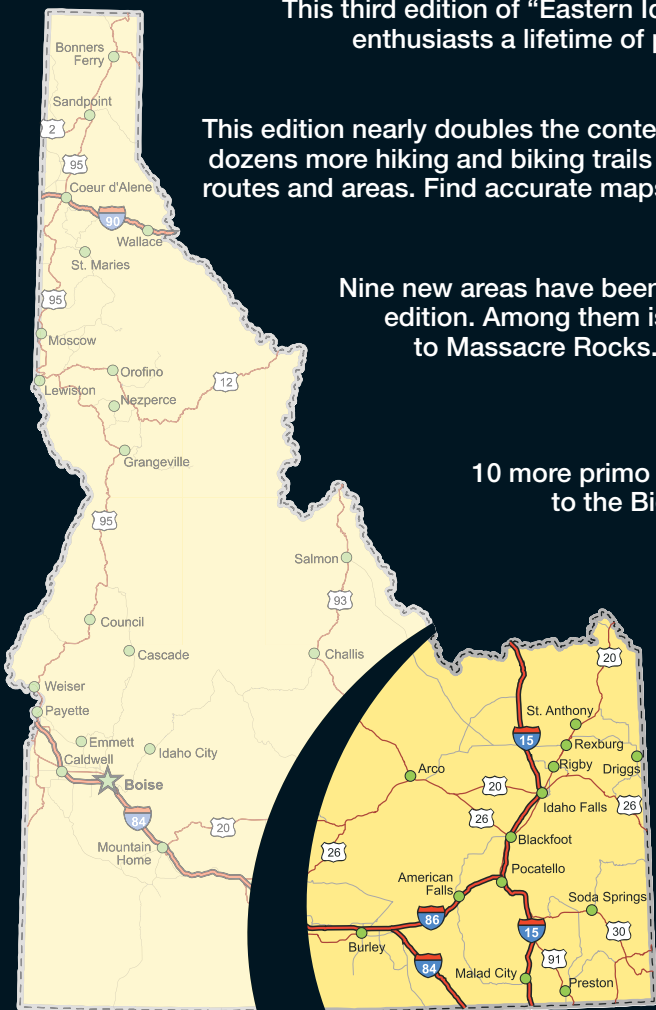 This third edition of “Eastern
enthusiasts a lifetime of
This edition nearly doubles the
dozens more hiking and biking trails
routes and areas. Find accurate
Nine new areas have been
edition. Among them
to Massacre Rocks.
10 more primo
to the
Bonners
Ferry
Sandpoint
2
95
Coeur d'Alene
90
Wallace
St. Maries
95
Moscow
Orofino
12
Lewiston
Nezperce
Grangeville
95
Salmon
93
Council
Cascade
Challis
Weiser
Payette
Emmett
Idaho City
Caldwell
Boise
84
20
Mountain
Home
20
St. Anthony
15
Rexburg
Rigby
Driggs
Arco
20
Idaho Falls
26
26
Blackfoot
26
Pocatello
American
Falls
Soda Springs
86
15
30
Burley
84
91
Malad City
Preston